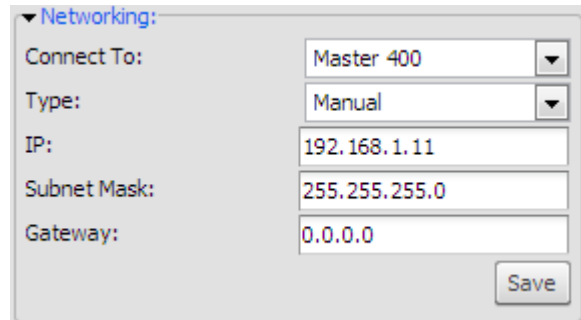 Networking:
Connect To: Master 400
Type: Manual
IP: 192.168.1.11
Subnet Mask: 255.255.255.0
Gateway: 0.0.0.0
Save